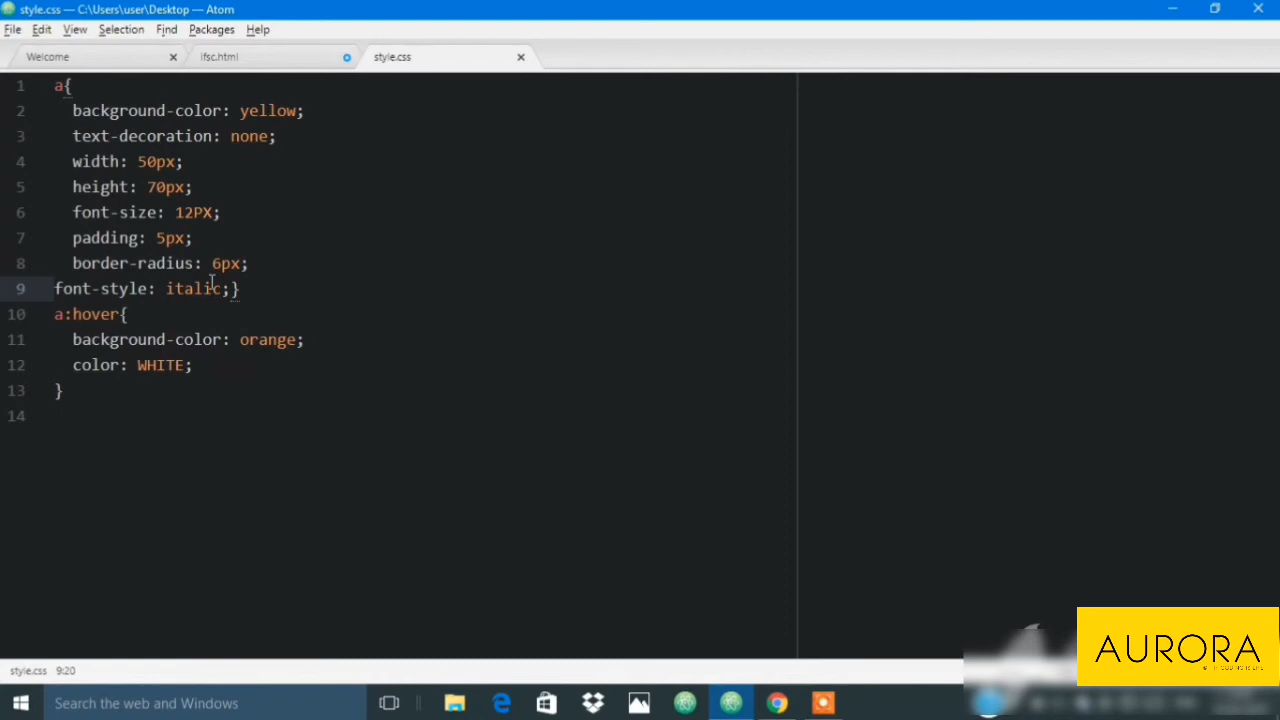 style.css — C:\Users\user\Desktop — Atom
File Edit View Selection Find Packages Help
Welcome ifsc.html style.css
1 a{
2 background-color: yellow;
3 text-decoration: none;
4 width: 50px;
5 height: 70px;
6 font-size: 12PX;
7 padding: 5px;
8 border-radius: 6px;
9 font-style: italic;}
10 a:hover{
11 background-color: orange;
12 color: WHITE;
13 }
14
AURORA
style.css 9:20
Search the web and Windows